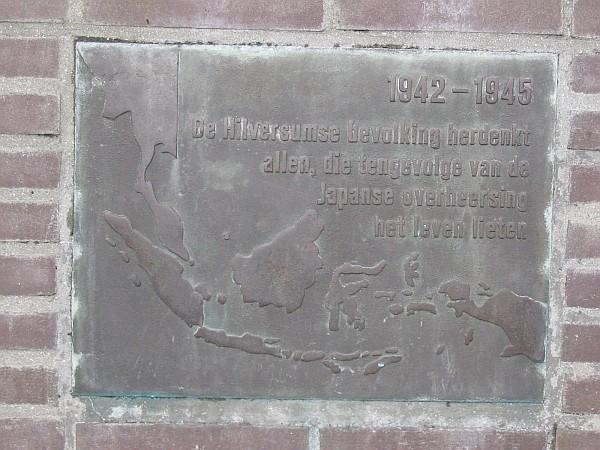 1942 – 1945
De Hilversumse bevolking herdenkt
allen, die tengevolge van de
Japanse overheersing
het leven lieten